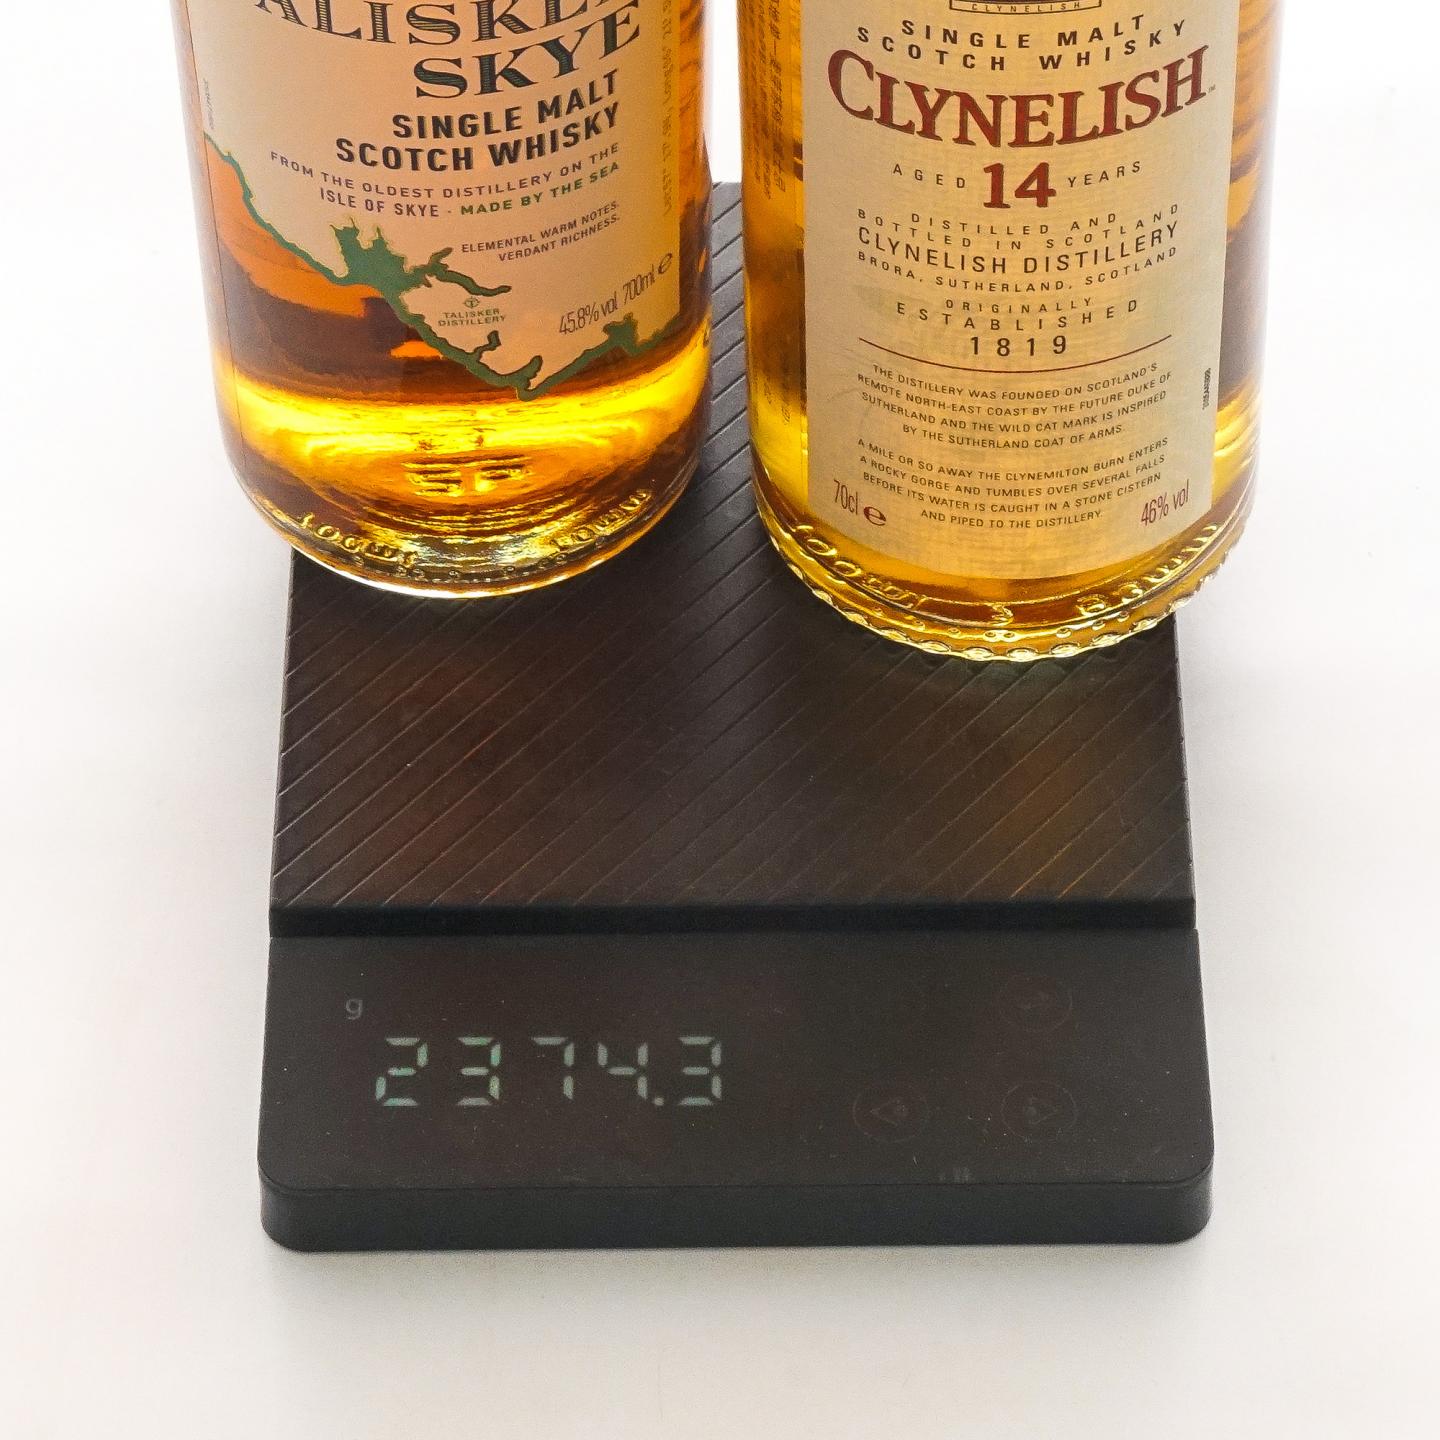 TALISKE
SKYE
SINGLE MALT
SCOTCH WHISKY
FROM THE OLDEST DISTILLERY ON THE
ISLE OF SKYE · MADE BY THE SEA
ELEMENTAL WARM NOTES.
VERDANT RICHNESS.
TALISKER
DISTILLERY
45.8% vol 700ml e
CLYNELISH
SINGLE MALT
SCOTCH WHISKY
CLYNELISH
AGED 14 YEARS
DISTILLED AND
BOTTLED IN SCOTLAND
CLYNELISH DISTILLERY
BRORA, SUTHERLAND, SCOTLAND
ORIGINALLY
ESTABLISHED
1819
THE DISTILLERY WAS FOUNDED ON SCOTLAND'S
REMOTE NORTH-EAST COAST BY THE FUTURE DUKE OF
SUTHERLAND AND THE WILD CAT MARK IS INSPIRED
BY THE SUTHERLAND COAT OF ARMS.
A MILE OR SO AWAY THE CLYNEMILTON BURN ENTERS
A ROCKY GORGE AND TUMBLES OVER SEVERAL FALLS
BEFORE ITS WATER IS CAUGHT IN A STONE CISTERN
AND PIPED TO THE DISTILLERY.
70cl e
46% vol
g
2374.3